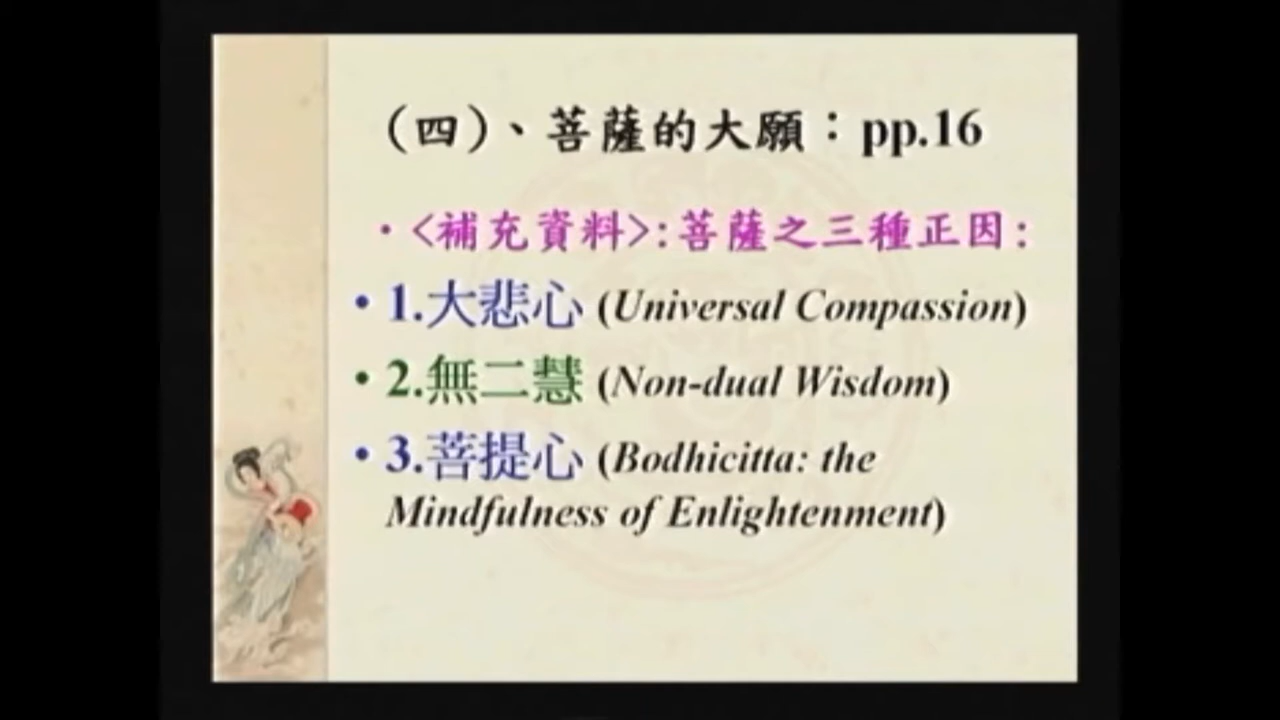 (四)、菩薩的大願：pp.16
・<補充資料>:菩薩之三種正因:
• 1.大悲心 (Universal Compassion)
• 2.無二慧 (Non-dual Wisdom)
• 3.菩提心 (Bodhicitta: the
Mindfulness of Enlightenment)